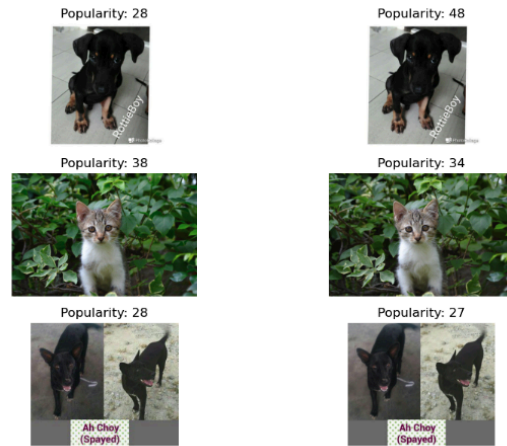 Popularity: 28
Popularity: 48
RottieBoy
RottieBoy
Popularity: 38
Popularity: 34
Popularity: 28
Popularity: 27
Ah Choy
(Spayed)
Ah Choy
(Spayed)